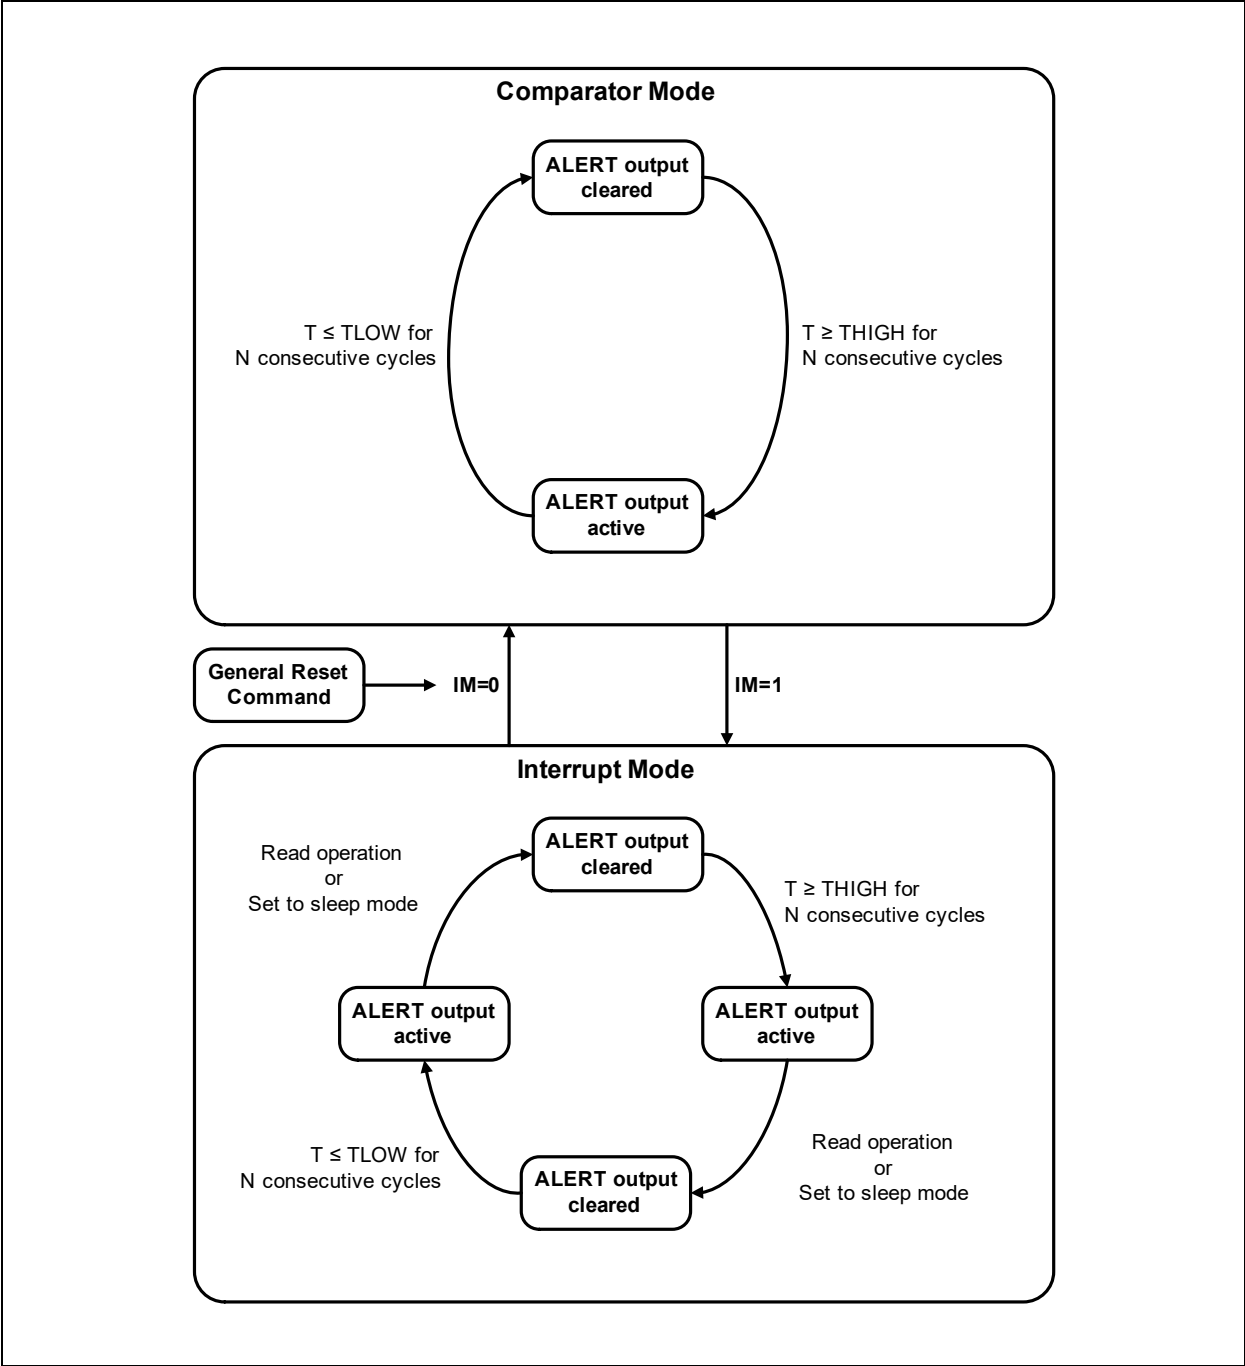 Comparator Mode
ALERT output
cleared
T ≤ TLOW for
N consecutive cycles
T ≥ THIGH for
N consecutive cycles
ALERT output
active
General Reset
Command
IM=0
IM=1
Interrupt Mode
ALERT output
cleared
Read operation
or
Set to sleep mode
T ≥ THIGH for
N consecutive cycles
ALERT output
active
ALERT output
active
T ≤ TLOW for
N consecutive cycles
Read operation
or
Set to sleep mode
ALERT output
cleared